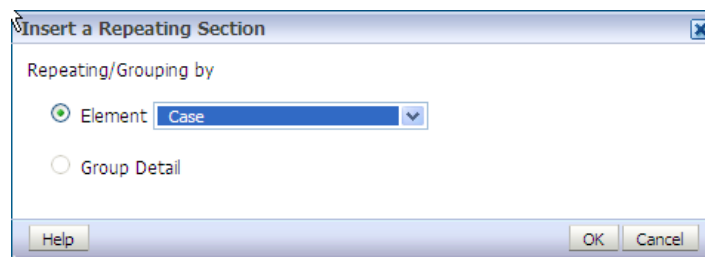 Insert a Repeating Section
Repeating/Grouping by
Element Case
Group Detail
Help OK Cancel